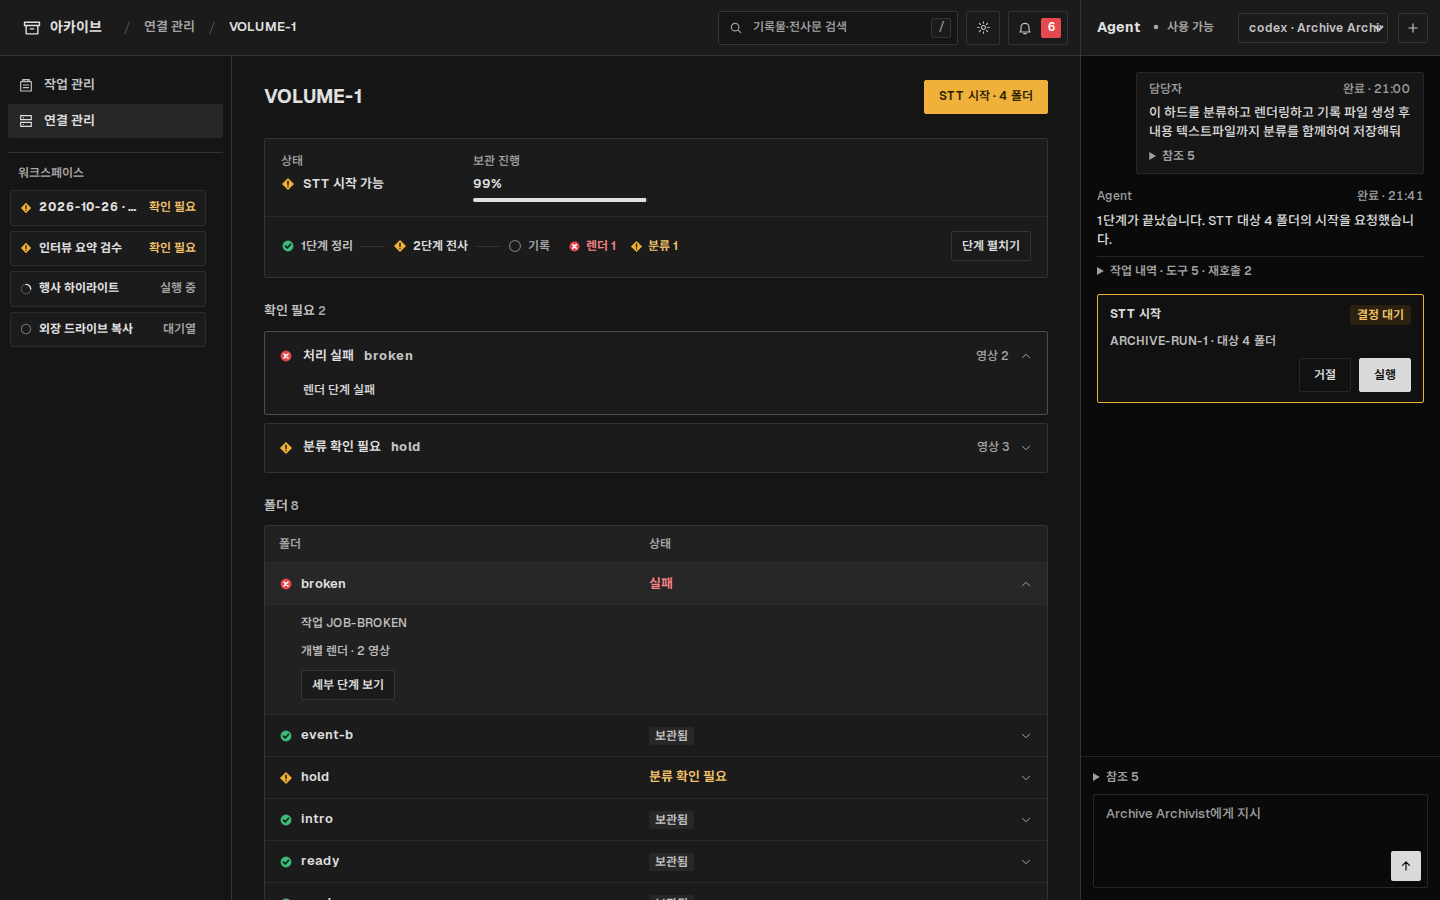 아카이브 / 연결 관리 / VOLUME-1
기록물·전사문 검색 /
6
Agent • 사용 가능
codex · Archive Archi
작업 관리
연결 관리
워크스페이스
2026-10-26 · ... 확인 필요
인터뷰 요약 검수 확인 필요
행사 하이라이트 실행 중
외장 드라이브 복사 대기열
VOLUME-1
STT 시작 · 4 폴더
상태
STT 시작 가능
보관 진행
99%
1단계 정리
2단계 전사
기록
렌더 1
분류 1
단계 펼치기
확인 필요 2
처리 실패 broken 영상 2
렌더 단계 실패
분류 확인 필요 hold 영상 3
폴더 8
폴더 상태
broken 실패
작업 JOB-BROKEN
개별 렌더 · 2 영상
세부 단계 보기
event-b 보관됨
hold 분류 확인 필요
intro 보관됨
ready 보관됨
담당자 완료 · 21:00
이 하드를 분류하고 렌더링하고 기록 파일 생성 후
내용 텍스트파일까지 분류를 함께하여 저장해둬
▶ 참조 5
Agent 완료 · 21:41
1단계가 끝났습니다. STT 대상 4 폴더의 시작을 요청했습니
다.
▶ 작업 내역 · 도구 5 · 재호출 2
STT 시작 결정 대기
ARCHIVE-RUN-1 · 대상 4 폴더
거절 실행
▶ 참조 5
Archive Archivist에게 지시